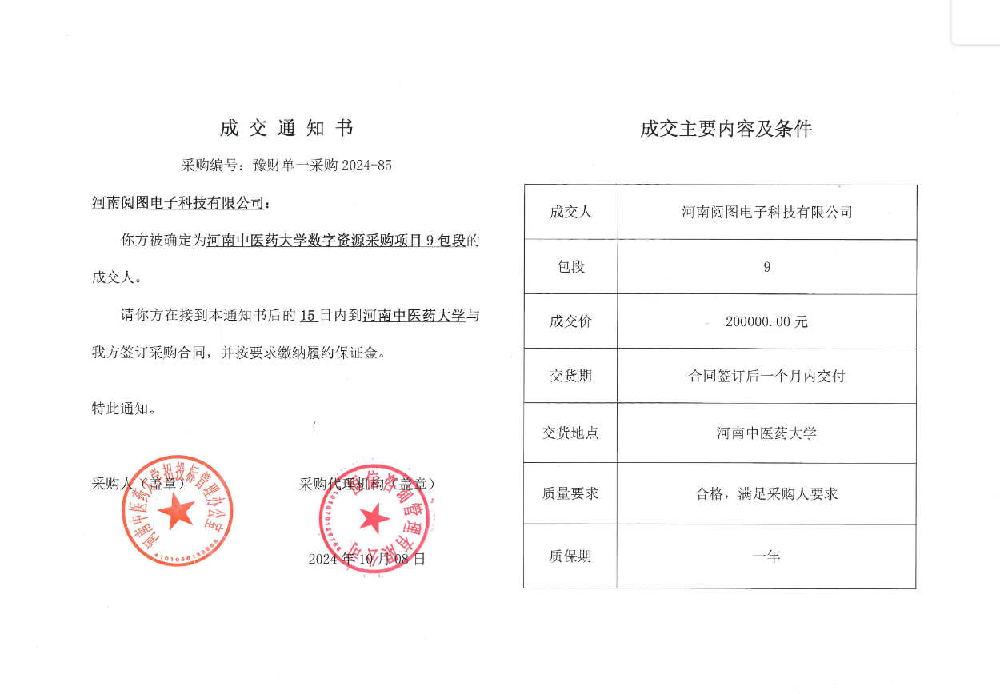 成交通知书
采购编号：豫财单一采购 2024-85
河南阅图电子科技有限公司：
你方被确定为河南中医药大学数字资源采购项目 9 包段的
成交人。
请你方在接到本通知书后的 15 日内到河南中医药大学与
我方签订采购合同，并按要求缴纳履约保证金。
特此通知。
采购人（盖章）
采购代理机构（盖章）
河南中医药大学招投标管理办公室
信咨询管理有限公司
2024 年 10 月 08 日
成交主要内容及条件
成交人 河南阅图电子科技有限公司
包段 9
成交价 200000.00 元
交货期 合同签订后一个月内交付
交货地点 河南中医药大学
质量要求 合格，满足采购人要求
质保期 一年